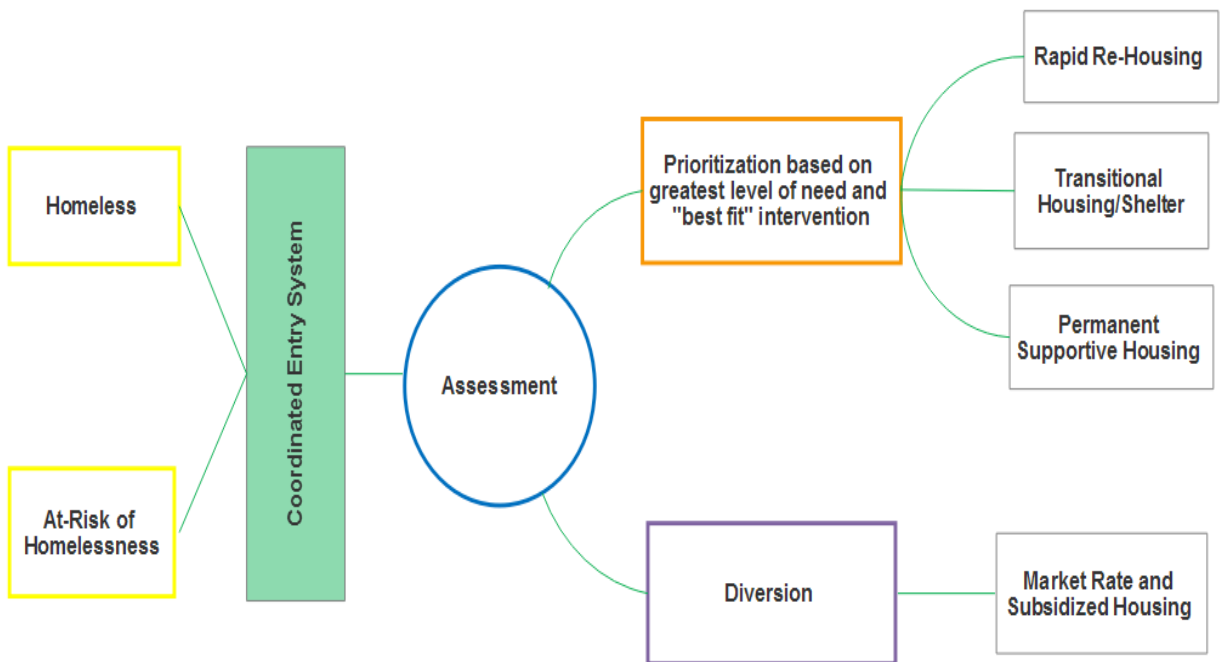 Homeless
At-Risk of
Homelessness
Coordinated Entry System
Assessment
Prioritization based on
greatest level of need and
"best fit" intervention
Diversion
Rapid Re-Housing
Transitional
Housing/Shelter
Permanent
Supportive Housing
Market Rate and
Subsidized Housing